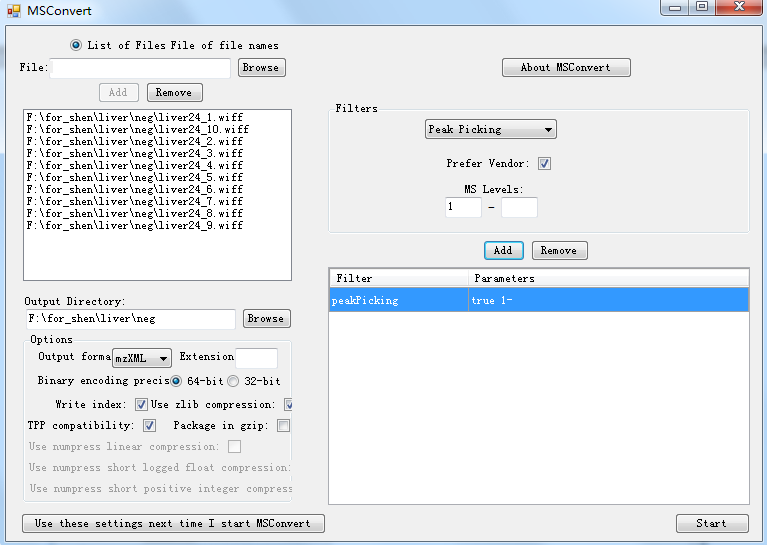 MSConvert
List of Files File of file names
File: Browse
Add Remove
F:\for_shen\liver\neg\liver24_1.wiff
F:\for_shen\liver\neg\liver24_10.wiff
F:\for_shen\liver\neg\liver24_2.wiff
F:\for_shen\liver\neg\liver24_3.wiff
F:\for_shen\liver\neg\liver24_4.wiff
F:\for_shen\liver\neg\liver24_5.wiff
F:\for_shen\liver\neg\liver24_6.wiff
F:\for_shen\liver\neg\liver24_7.wiff
F:\for_shen\liver\neg\liver24_8.wiff
F:\for_shen\liver\neg\liver24_9.wiff
Output Directory:
F:\for_shen\liver\neg Browse
Options
Output forma mzXML Extension
Binary encoding precis 64-bit 32-bit
Write index: Use zlib compression:
TPP compatibility: Package in gzip:
Use numpress linear compression:
Use numpress short logged float compression:
Use numpress short positive integer compress
Use these settings next time I start MSConvert
About MSConvert
Filters
Peak Picking
Prefer Vendor:
MS Levels:
1 -
Add Remove
Filter Parameters
peakPicking true 1-
Start